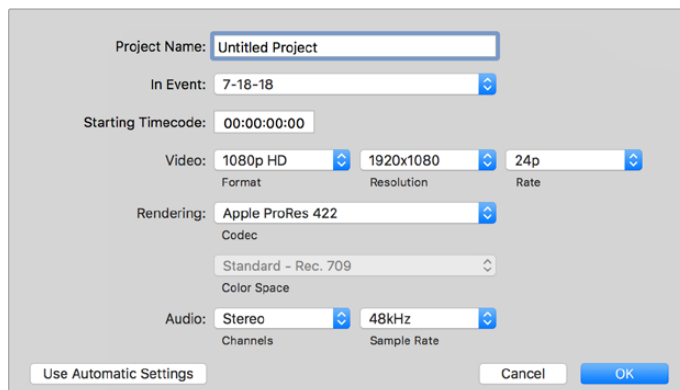 Project Name: Untitled Project
In Event: 7-18-18
Starting Timecode: 00:00:00:00
Video: 1080p HD 1920x1080 24p
Format Resolution Rate
Rendering: Apple ProRes 422
Codec
Standard - Rec. 709
Color Space
Audio: Stereo 48kHz
Channels Sample Rate
Use Automatic Settings Cancel OK